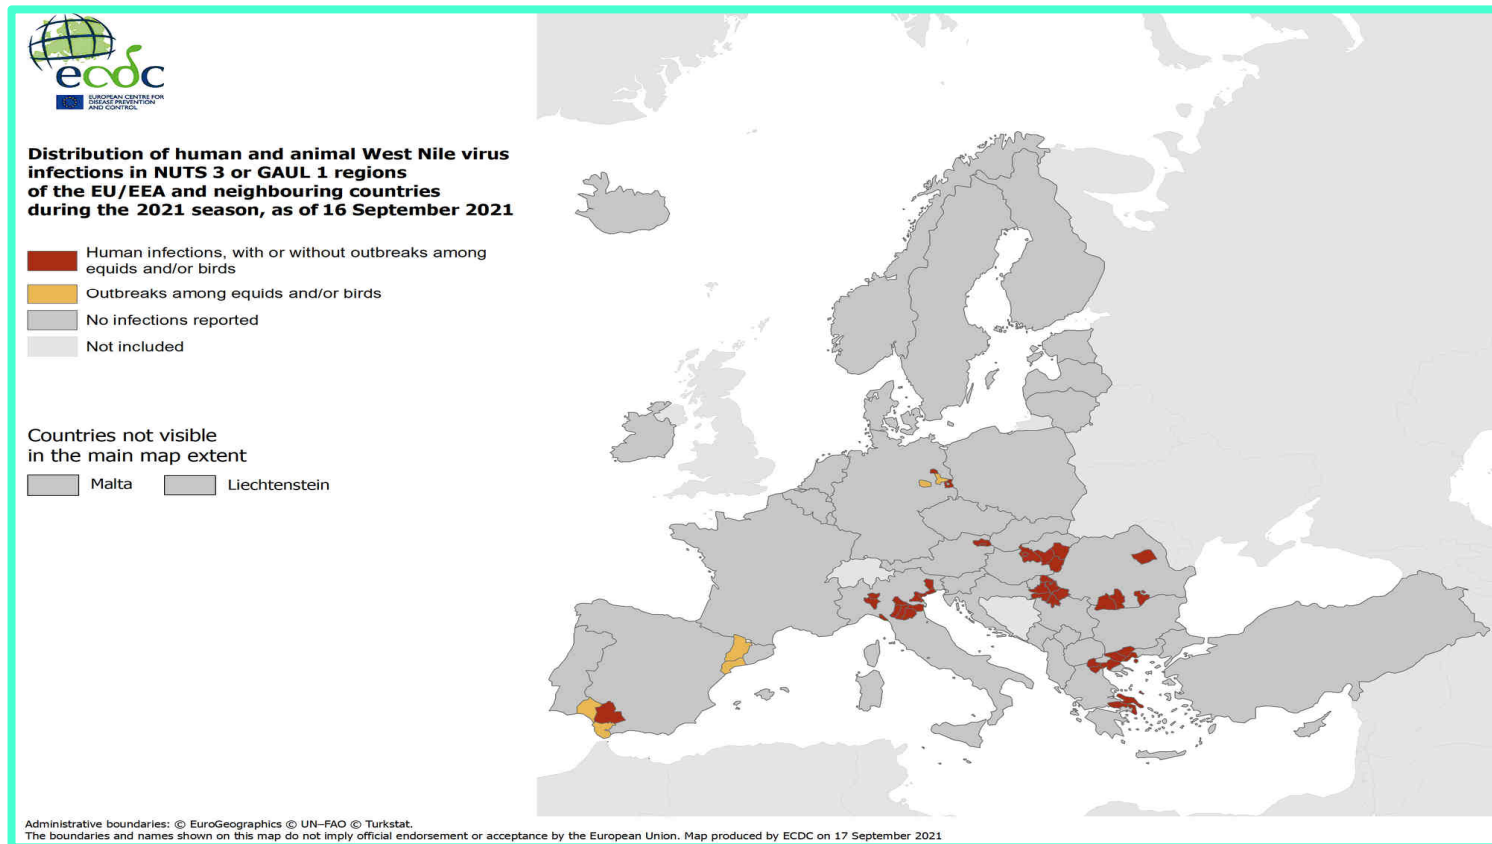 ecdc
EUROPEAN CENTRE FOR
DISEASE PREVENTION
AND CONTROL
Distribution of human and animal West Nile virus
infections in NUTS 3 or GAUL 1 regions
of the EU/EEA and neighbouring countries
during the 2021 season, as of 16 September 2021
Human infections, with or without outbreaks among
equids and/or birds
Outbreaks among equids and/or birds
No infections reported
Not included
Countries not visible
in the main map extent
Malta
Liechtenstein
Administrative boundaries: © EuroGeographics © UN–FAO © Turkstat.
The boundaries and names shown on this map do not imply official endorsement or acceptance by the European Union. Map produced by ECDC on 17 September 2021